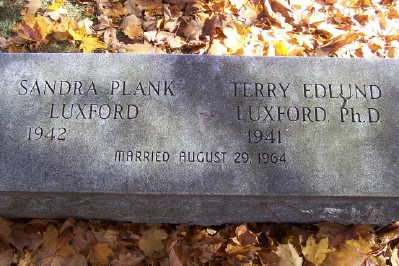 SANDRA PLANK TERRY EDLUND
LUXFORD LUXFORD, Ph.D.
1942 1941
MARRIED AUGUST 29, 1964